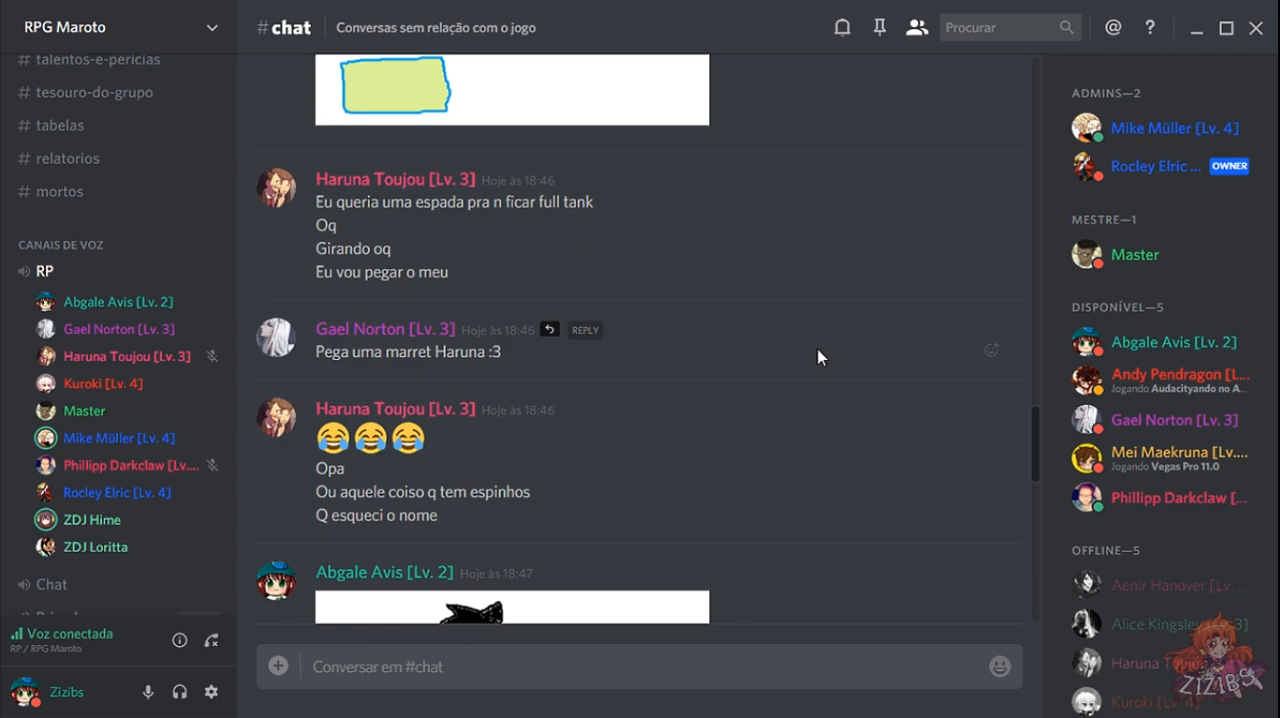 RPG Maroto
# chat
Conversas sem relação com o jogo
Procurar
@
?
# talentos-e-pericias
# tesouro-do-grupo
# tabelas
# relatorios
# mortos
CANAIS DE VOZ
RP
Abgale Avis [Lv. 2]
Gael Norton [Lv. 3]
Haruna Toujou [Lv. 3]
Kuroki [Lv. 4]
Master
Mike Müller [Lv. 4]
Phillipp Darkclaw [Lv....
Rocley Elric [Lv. 4]
ZDJ Hime
ZDJ Loritta
Chat
Voz conectada
RP / RPG Maroto
Zizibs
Haruna Toujou [Lv. 3] Hoje às 18:46
Eu queria uma espada pra n ficar full tank
Oq
Girando oq
Eu vou pegar o meu
Gael Norton [Lv. 3] Hoje às 18:46 REPLY
Pega uma marret Haruna :3
Haruna Toujou [Lv. 3] Hoje às 18:46
😂😂😂
Opa
Ou aquele coiso q tem espinhos
Q esqueci o nome
Abgale Avis [Lv. 2] Hoje às 18:47
Conversar em #chat
ADMINS—2
Mike Müller [Lv. 4]
Rocley Elric ... OWNER
MESTRE—1
Master
DISPONÍVEL—5
Abgale Avis [Lv. 2]
Andy Pendragon [L...
Jogando Audacityando no A...
Gael Norton [Lv. 3]
Mei Maekruna [Lv....
Jogando Vegas Pro 11.0
Phillipp Darkclaw [...
OFFLINE—5
Aenir Hanover [Lv. ...
Alice Kingsley [Lv. 3]
Haruna
Kuroki [Lv. 4]
ZIZIBS